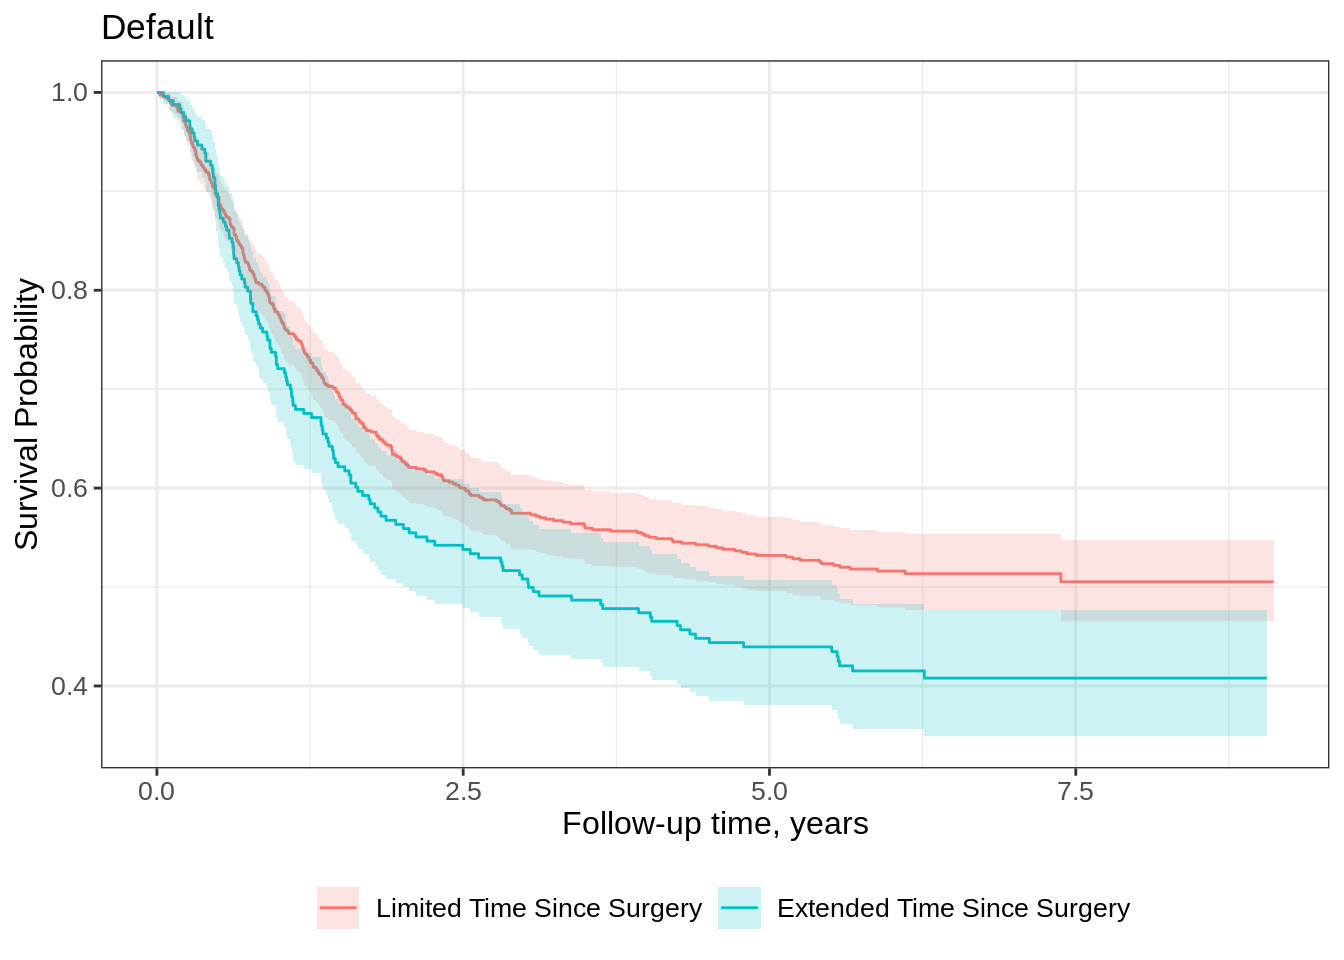 Default
Survival Probability
1.0
0.8
0.6
0.4
0.0 2.5 5.0 7.5
Follow-up time, years
Limited Time Since Surgery Extended Time Since Surgery